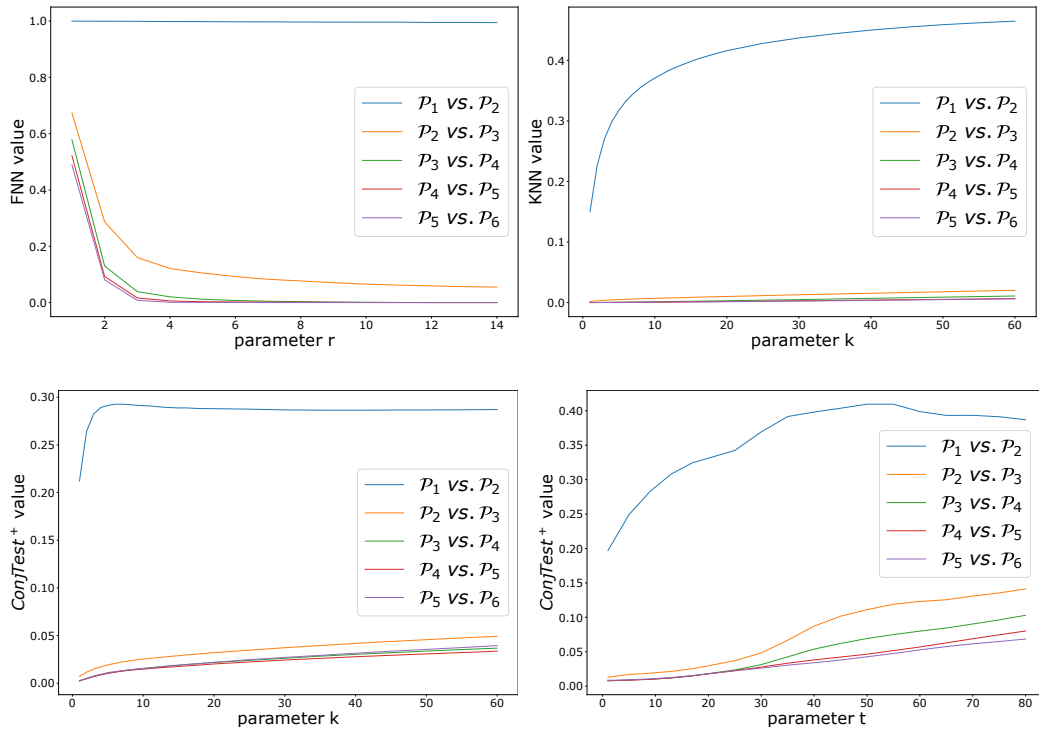 1.0
0.8
0.6
0.4
0.2
0.0
FNN value
2 4 6 8 10 12 14
parameter r
𝒫₁ vs. 𝒫₂
𝒫₂ vs. 𝒫₃
𝒫₃ vs. 𝒫₄
𝒫₄ vs. 𝒫₅
𝒫₅ vs. 𝒫₆
0.4
0.3
0.2
0.1
0.0
KNN value
0 10 20 30 40 50 60
parameter k
𝒫₁ vs. 𝒫₂
𝒫₂ vs. 𝒫₃
𝒫₃ vs. 𝒫₄
𝒫₄ vs. 𝒫₅
𝒫₅ vs. 𝒫₆
0.30
0.25
0.20
0.15
0.10
0.05
0.00
ConjTest⁺ value
0 10 20 30 40 50 60
parameter k
𝒫₁ vs. 𝒫₂
𝒫₂ vs. 𝒫₃
𝒫₃ vs. 𝒫₄
𝒫₄ vs. 𝒫₅
𝒫₅ vs. 𝒫₆
0.40
0.35
0.30
0.25
0.20
0.15
0.10
0.05
0.00
ConjTest⁺ value
0 10 20 30 40 50 60 70 80
parameter t
𝒫₁ vs. 𝒫₂
𝒫₂ vs. 𝒫₃
𝒫₃ vs. 𝒫₄
𝒫₄ vs. 𝒫₅
𝒫₅ vs. 𝒫₆